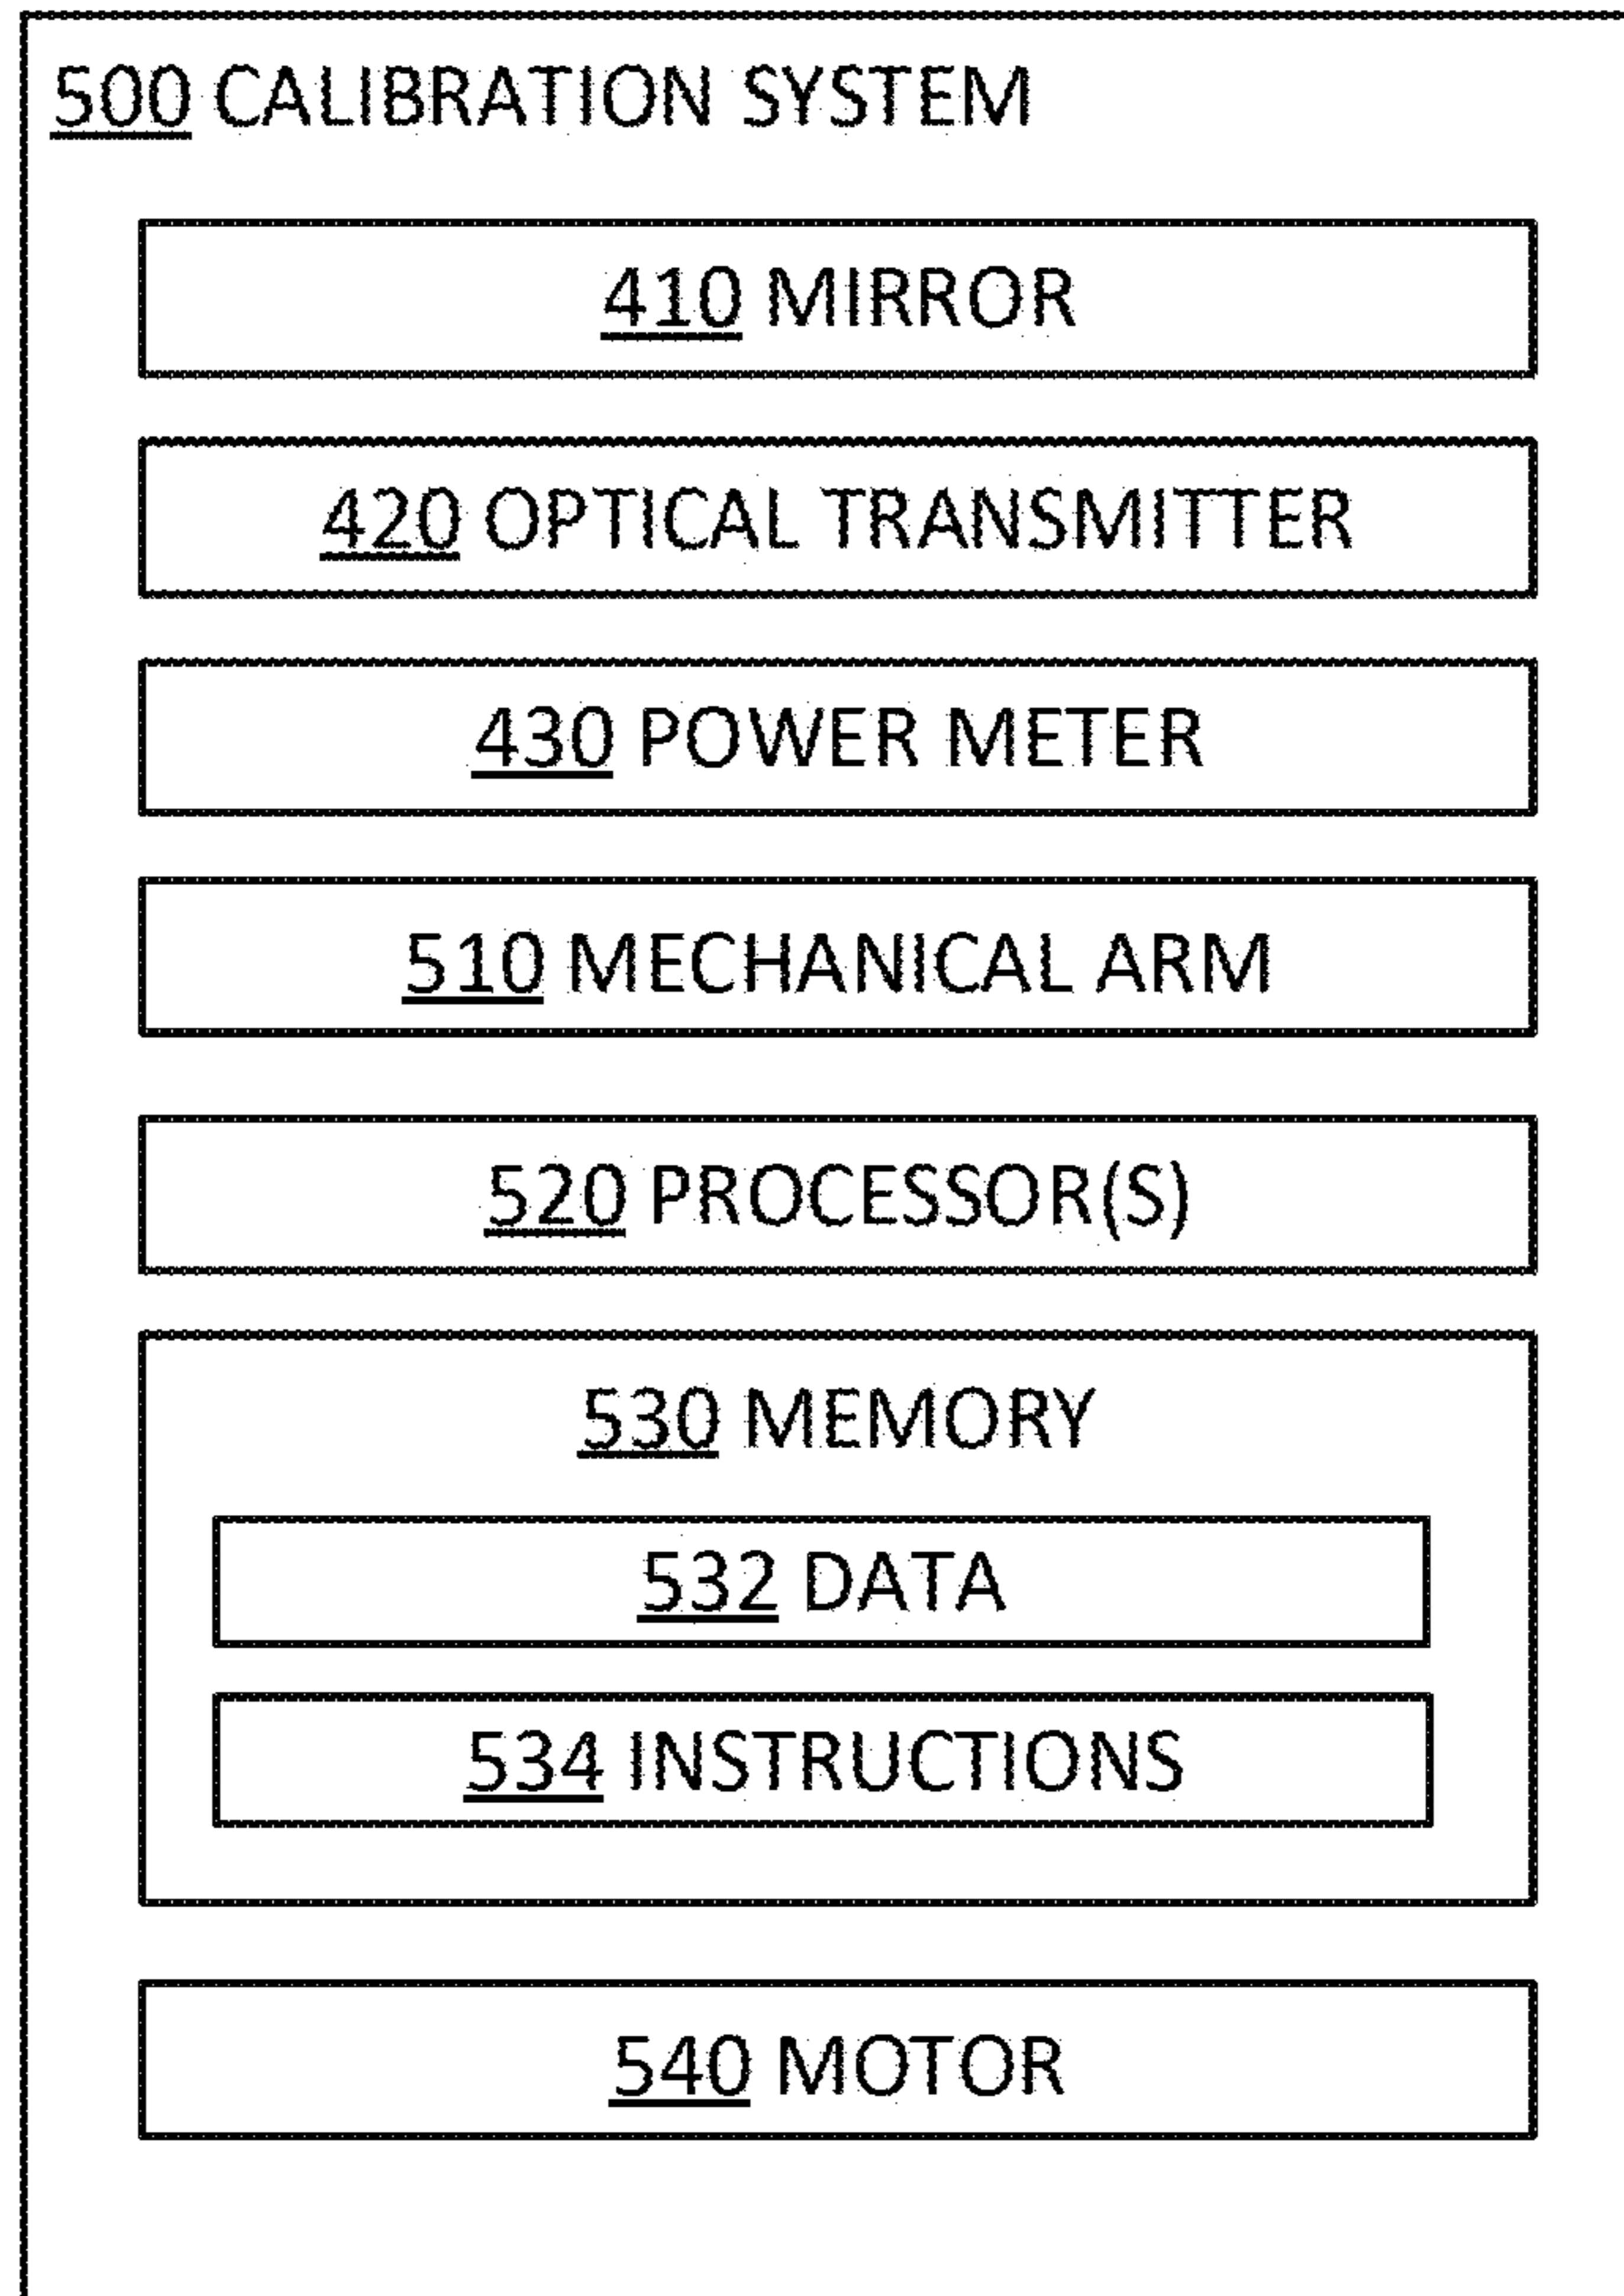 500 CALIBRATION SYSTEM
410 MIRROR
420 OPTICAL TRANSMITTER
430 POWER METER
510 MECHANICAL ARM
520 PROCESSOR(S)
530 MEMORY
532 DATA
534 INSTRUCTIONS
540 MOTOR